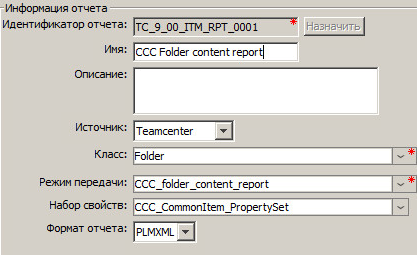 Информация отчета
Идентификатор отчета: TC_9_00_ITM_RPT_0001 * Назначить
Имя: CCC Folder content report
Описание:
Источник: Teamcenter
Класс: Folder *
Режим передачи: CCC_folder_content_report *
Набор свойств: CCC_CommonItem_PropertySet
Формат отчета: PLMXML